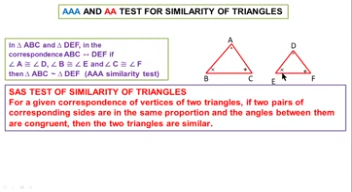 AAA AND AA TEST FOR SIMILARITY OF TRIANGLES
In Δ ABC and Δ DEF, in the
correspondence ABC ↔ DEF if
∠ A ≅ ∠ D, ∠ B ≅ ∠ E and ∠ C ≅ ∠ F
then Δ ABC ~ Δ DEF (AAA similarity test)
A
D
B
C
E
F
SAS TEST OF SIMILARITY OF TRIANGLES
For a given correspondence of vertices of two triangles, if two pairs of
corresponding sides are in the same proportion and the angles between them
are congruent, then the two triangles are similar.